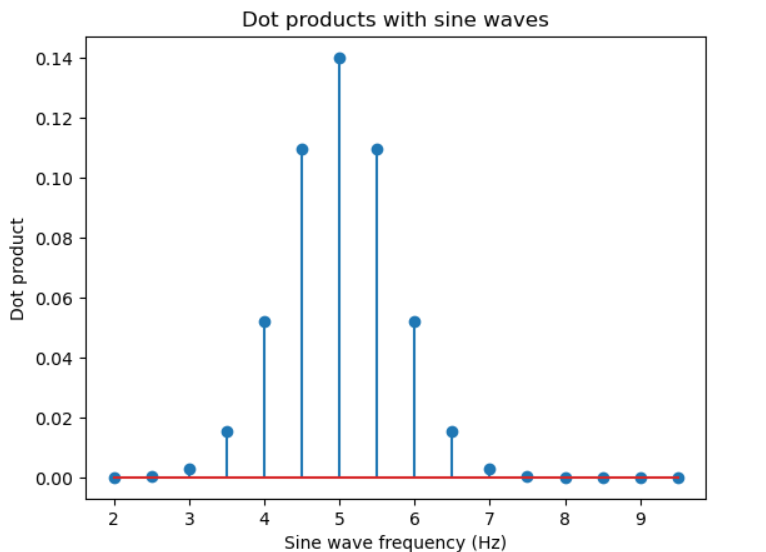 Dot products with sine waves
Dot product
0.14
0.12
0.10
0.08
0.06
0.04
0.02
0.00
2 3 4 5 6 7 8 9
Sine wave frequency (Hz)